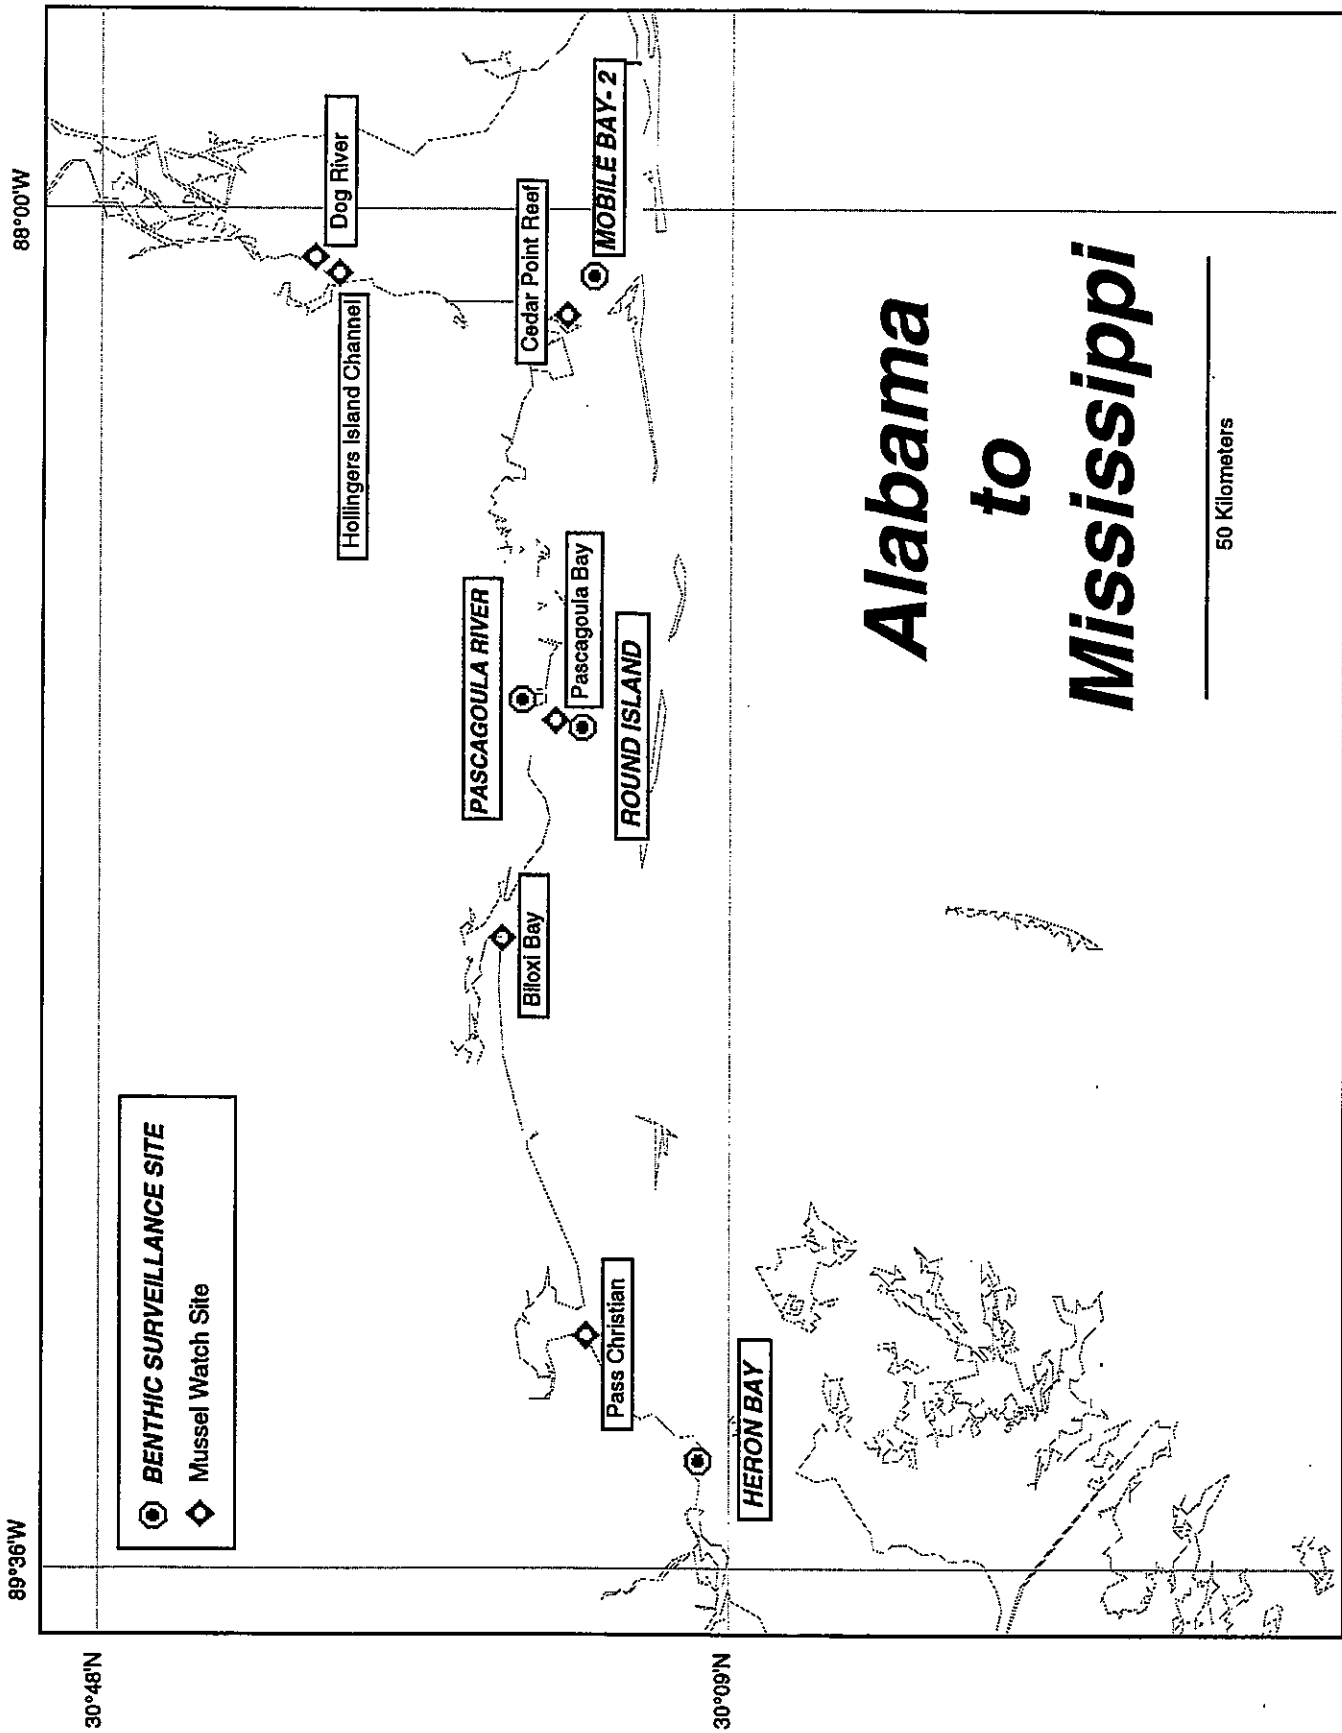 89°36'W
88°00'W
30°48'N
30°09'N
BENTHIC SURVEILLANCE SITE
Mussel Watch Site
Dog River
Hollingers Island Channel
Cedar Point Reef
MOBILE BAY- 2
PASCAGOULA RIVER
Pascagoula Bay
ROUND ISLAND
Biloxi Bay
Pass Christian
HERON BAY
Alabama
to
Mississippi
50 Kilometers